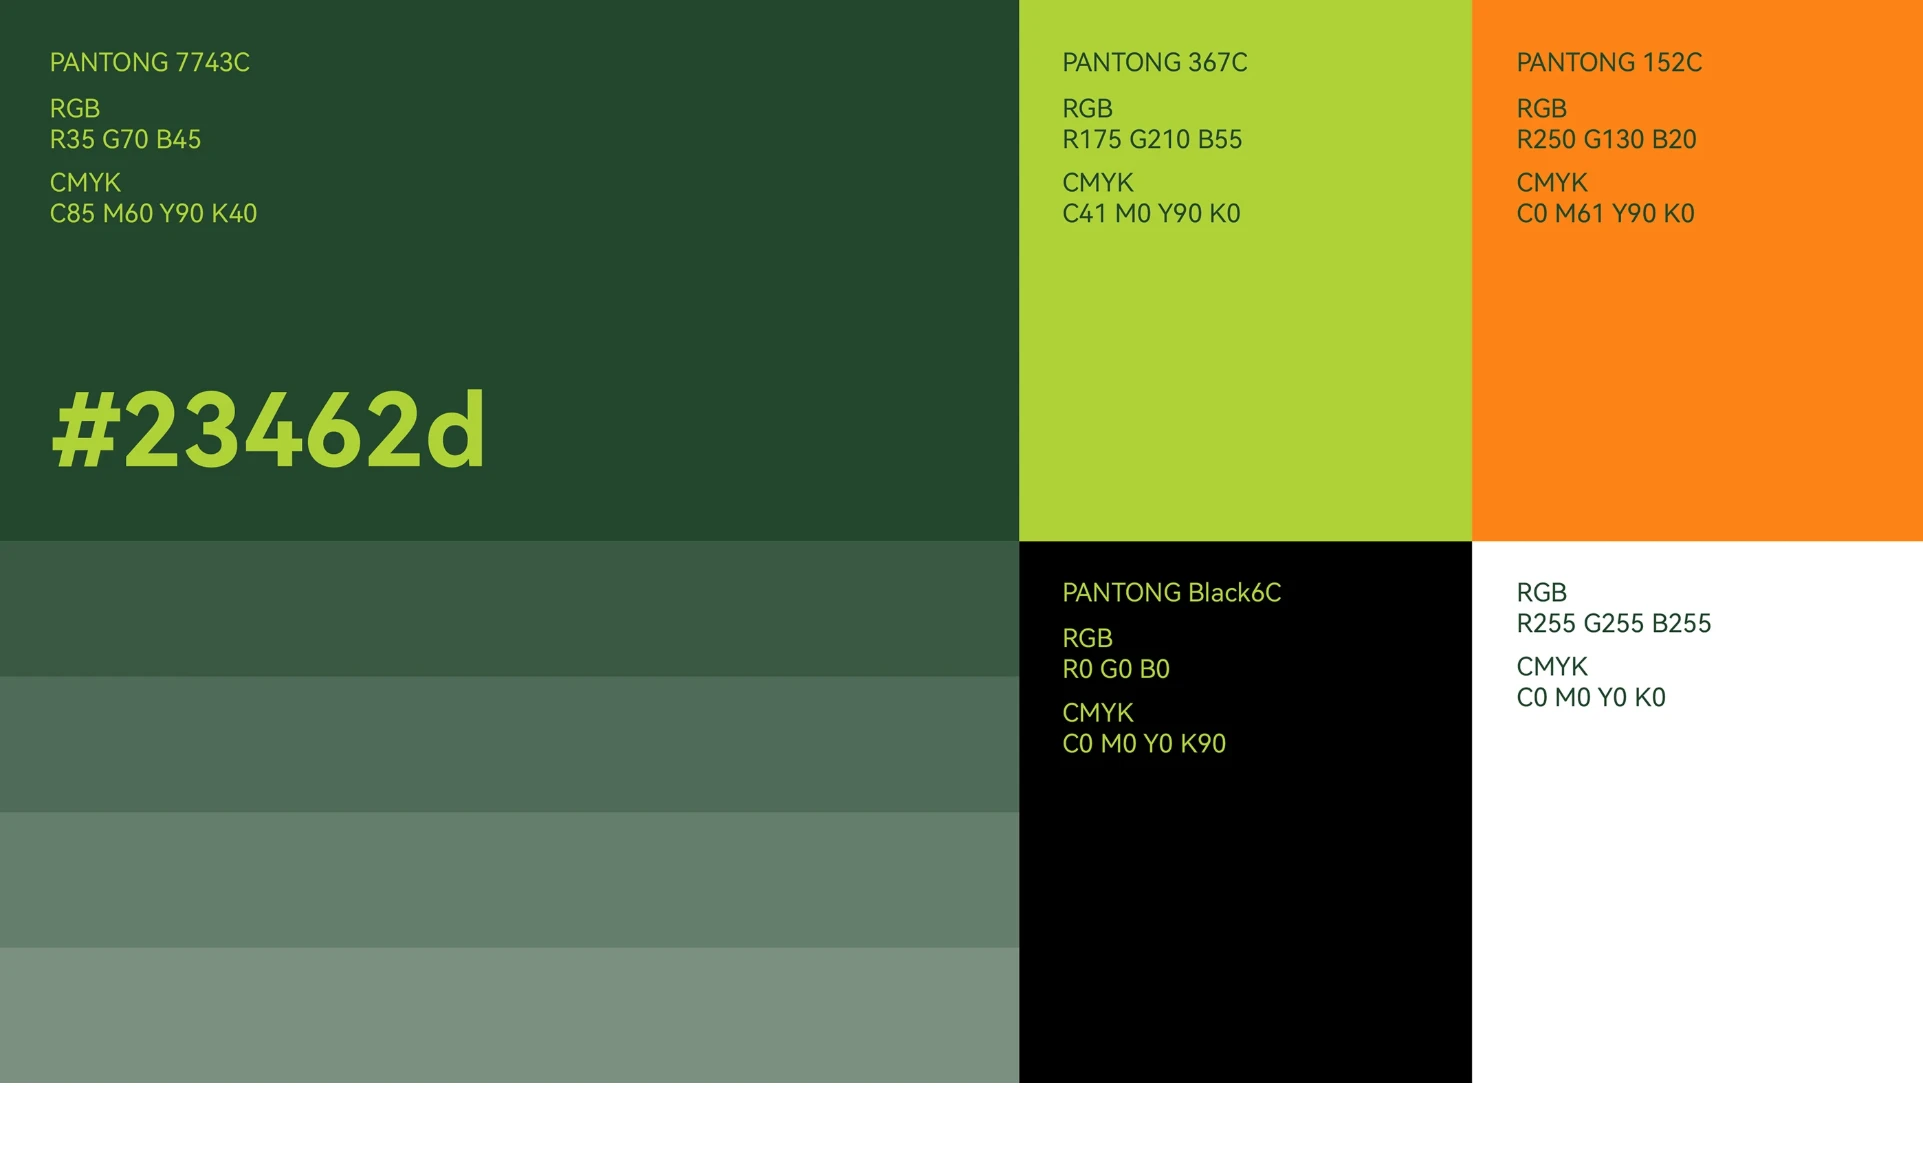 PANTONG 7743C
RGB
R35 G70 B45
CMYK
C85 M60 Y90 K40
#23462d
PANTONG 367C
RGB
R175 G210 B55
CMYK
C41 M0 Y90 K0
PANTONG 152C
RGB
R250 G130 B20
CMYK
C0 M61 Y90 K0
PANTONG Black6C
RGB
R0 G0 B0
CMYK
C0 M0 Y0 K90
RGB
R255 G255 B255
CMYK
C0 M0 Y0 K0